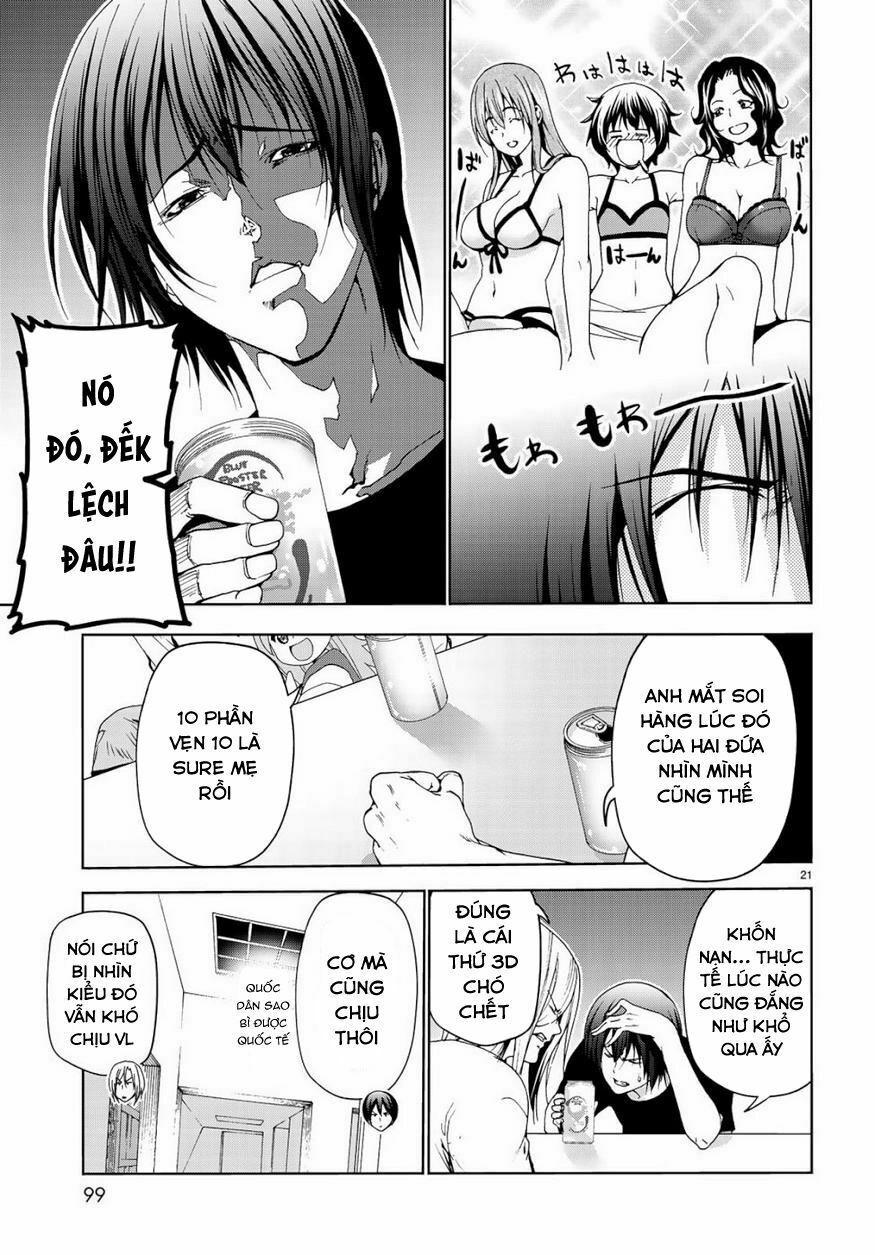 わはははは
ばーん
はーん
ばーーん
もわ もわーー
NÓ
ĐÓ, ĐẾK
LỆCH
ĐÂU!!
BLUE
ANH MẮT SOI
HÀNG LÚC ĐÓ
CỦA HAI ĐỨA
NHÌN MÌNH
CŨNG THẾ
10 PHẦN
VẸN 10 LÀ
SURE MẸ
RỒI
21
KHỐN
NẠN... THỰC
TẾ LÚC NÀO
CŨNG ĐẮNG
NHƯ KHỔ
QUA ẤY
ĐÚNG
LÀ CÁI
THỨ 3D
CHÓ
CHẾT
CƠ MÀ
CŨNG
CHỊU
THÔI
QUỐC
DÂN SAO
BÌ ĐƯỢC
QUỐC TẾ
NÓI CHỨ
BỊ NHÌN
KIỂU ĐÓ
VẪN KHÓ
CHỊU VL
99